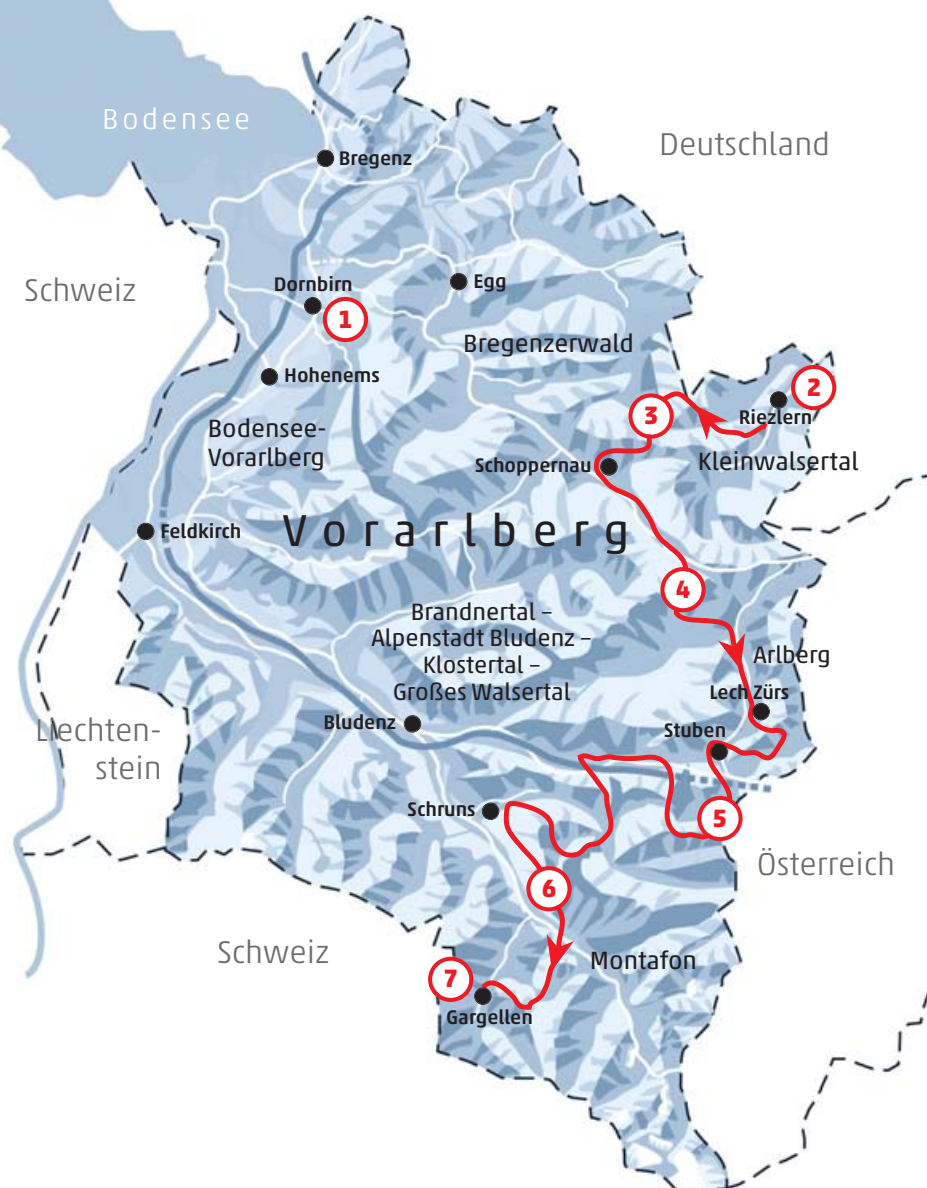 Bodensee
Deutschland
Bregenz
Schweiz
Dornbirn
Egg
1
Bregenzerwald
Hohenems
2
3
Riezlern
Bodensee-
Vorarlberg
Schoppernau
Kleinwalsertal
Feldkirch
Vorarlberg
4
Brandnertal –
Alpenstadt Bludenz –
Klostertal –
Großes Walsertal
Arlberg
Lech Zürs
Bludenz
Stuben
Liechten-
stein
Schruns
5
Österreich
6
Schweiz
Montafon
7
Gargellen